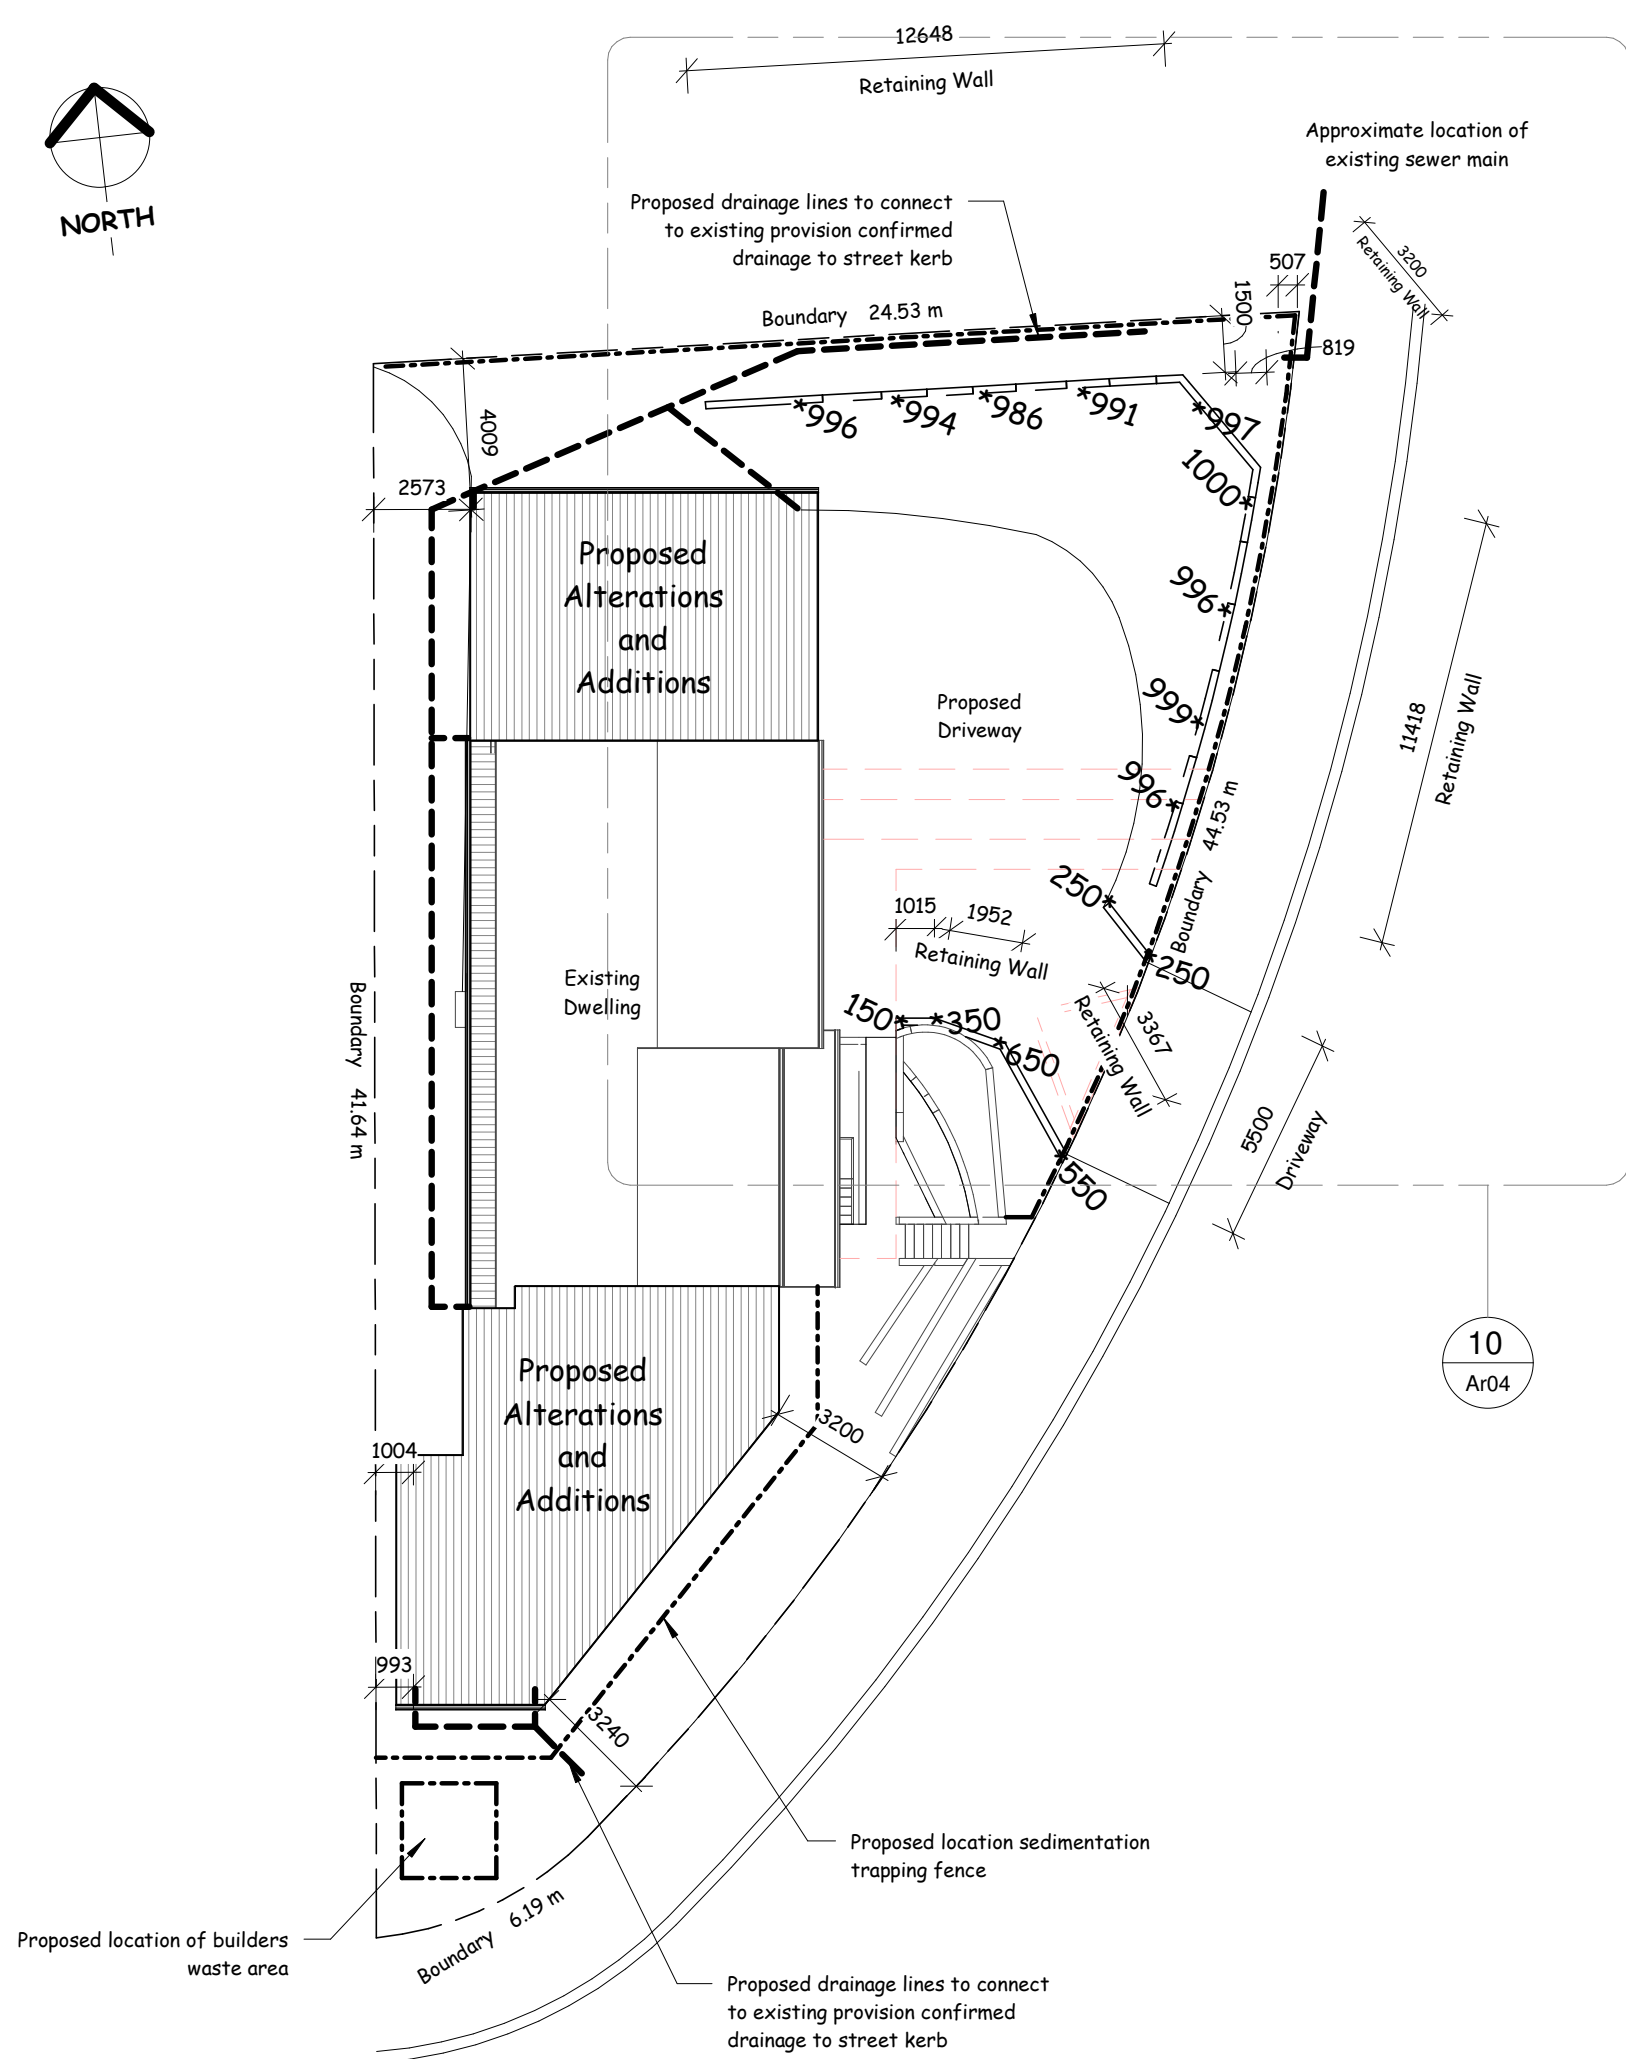 12648
Retaining Wall
NORTH
Approximate location of
existing sewer main
Proposed drainage lines to connect
to existing provision confirmed
drainage to street kerb
3200
Retaining Wall
507
1500
819
Boundary 24.53 m
4009
2573
*996
*994
*986
*991
*997
1000*
996*
999*
996*
Proposed
Alterations
and
Additions
Proposed
Driveway
11418
Retaining Wall
Boundary 44.53 m
250*
*250
1015
1952
Retaining Wall
Existing
Dwelling
Boundary 41.64 m
150*
*350
*650
*550
3367
Retaining Wall
5500
Driveway
10
Ar04
Proposed
Alterations
and
Additions
3200
1004
993
3240
Proposed location sedimentation
trapping fence
Boundary 6.19 m
Proposed location of builders
waste area
Proposed drainage lines to connect
to existing provision confirmed
drainage to street kerb